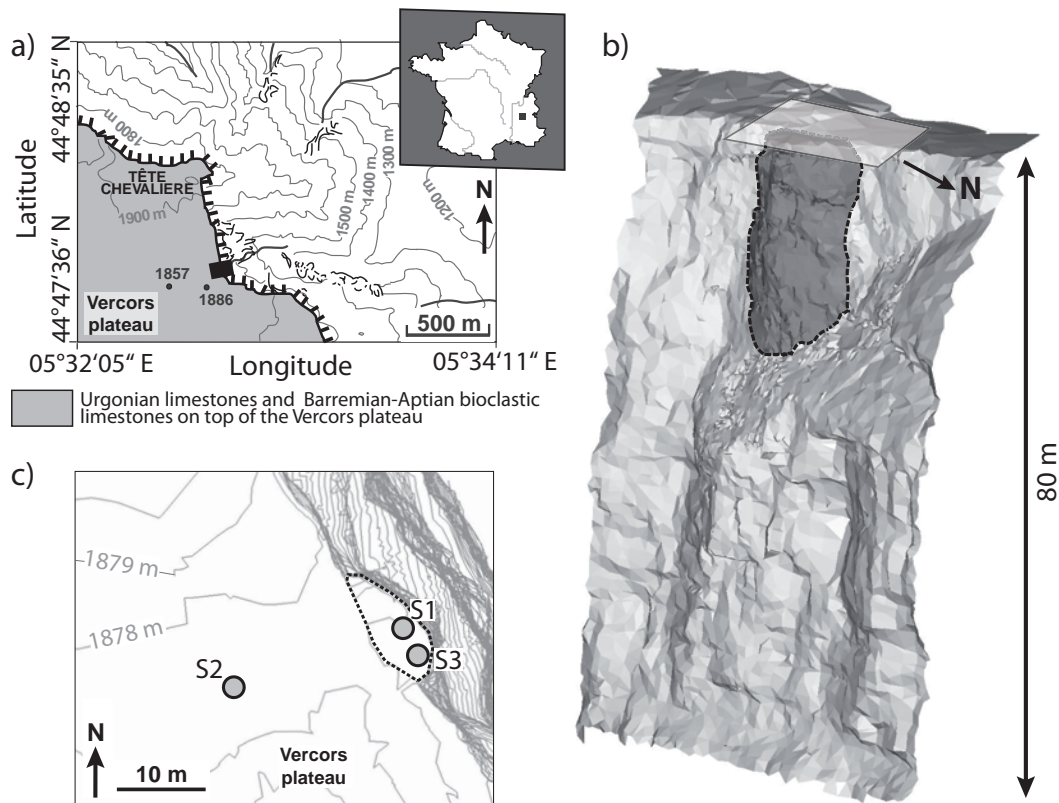 a)
44°48'35“ N
Latitude
44°47'36“ N
1800 m
TÊTE
CHEVALIERE
1900 m
1500 m
1400 m
1300 m
1200 m
N
1857
1886
Vercors
plateau
500 m
05°32'05“ E
Longitude
05°34'11“ E
Urgonian limestones and Barremian-Aptian bioclastic
limestones on top of the Vercors plateau
b)
N
80 m
c)
1879 m
1878 m
S1
S3
S2
N
10 m
Vercors
plateau